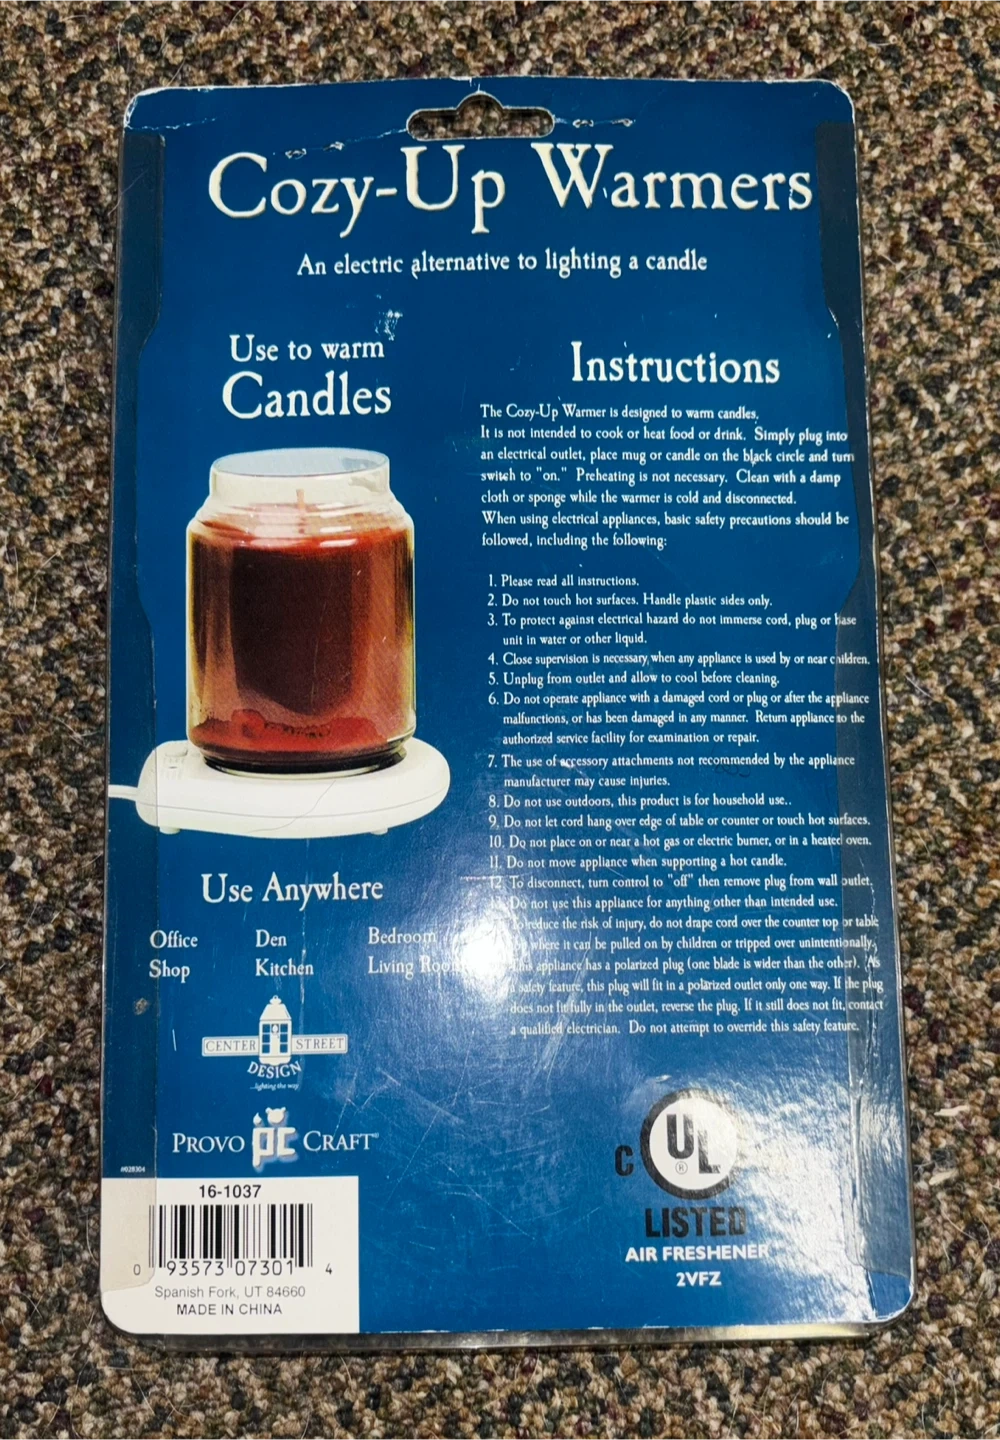 Cozy-Up Warmers
An electric alternative to lighting a candle
Use to warm
Candles
Instructions
The Cozy-Up Warmer is designed to warm candles.
It is not intended to cook or heat food or drink. Simply plug into
an electrical outlet, place mug or candle on the black circle and turn
switch to "on." Preheating is not necessary. Clean with a damp
cloth or sponge while the warmer is cold and disconnected.
When using electrical appliances, basic safety precautions should be
followed, including the following:
1. Please read all instructions.
2. Do not touch hot surfaces. Handle plastic sides only.
3. To protect against electrical hazard do not immerse cord, plug or base
unit in water or other liquid.
4. Close supervision is necessary, when any appliance is used by or near children.
5. Unplug from outlet and allow to cool before cleaning.
6. Do not operate appliance with a damaged cord or plug or after the appliance
malfunctions, or has been damaged in any manner. Return appliance to the
authorized service facility for examination or repair.
7. The use of accessory attachments not recommended by the appliance
manufacturer may cause injuries.
8. Do not use outdoors, this product is for household use..
9. Do not let cord hang over edge of table or counter or touch hot surfaces.
10. Do not place on or near a hot gas or electric burner, or in a heated oven.
11. Do not move appliance when supporting a hot candle.
12. To disconnect, turn control to "off" then remove plug from wall outlet.
13. Do not use this appliance for anything other than intended use.
To reduce the risk of injury, do not drape cord over the counter top or table
where it can be pulled on by children or tripped over unintentionally.
This appliance has a polarized plug (one blade is wider than the other). As
a safety feature, this plug will fit in a polarized outlet only one way. If the plug
does not fit fully in the outlet, reverse the plug. If it still does not fit, contact
a qualified electrician. Do not attempt to override this safety feature.
Use Anywhere
Office Den Bedroom
Shop Kitchen Living Room
CENTER STREET
DESIGN
...lighting the way
PROVO pc CRAFT®
#028304
16-1037
0 93573 07301 4
Spanish Fork, UT 84660
MADE IN CHINA
C UL ®
LISTED
AIR FRESHENER
2VFZ